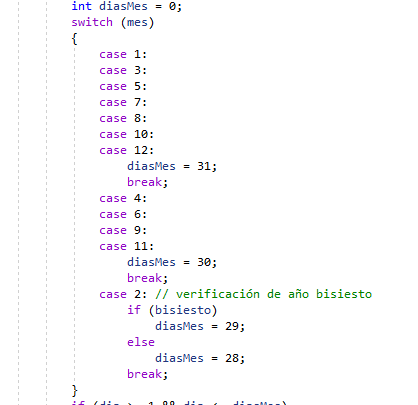 int diasMes = 0;
switch (mes)
{
case 1:
case 3:
case 5:
case 7:
case 8:
case 10:
case 12:
diasMes = 31;
break;
case 4:
case 6:
case 9:
case 11:
diasMes = 30;
break;
case 2: // verificación de año bisiesto
if (bisiesto)
diasMes = 29;
else
diasMes = 28;
break;
}